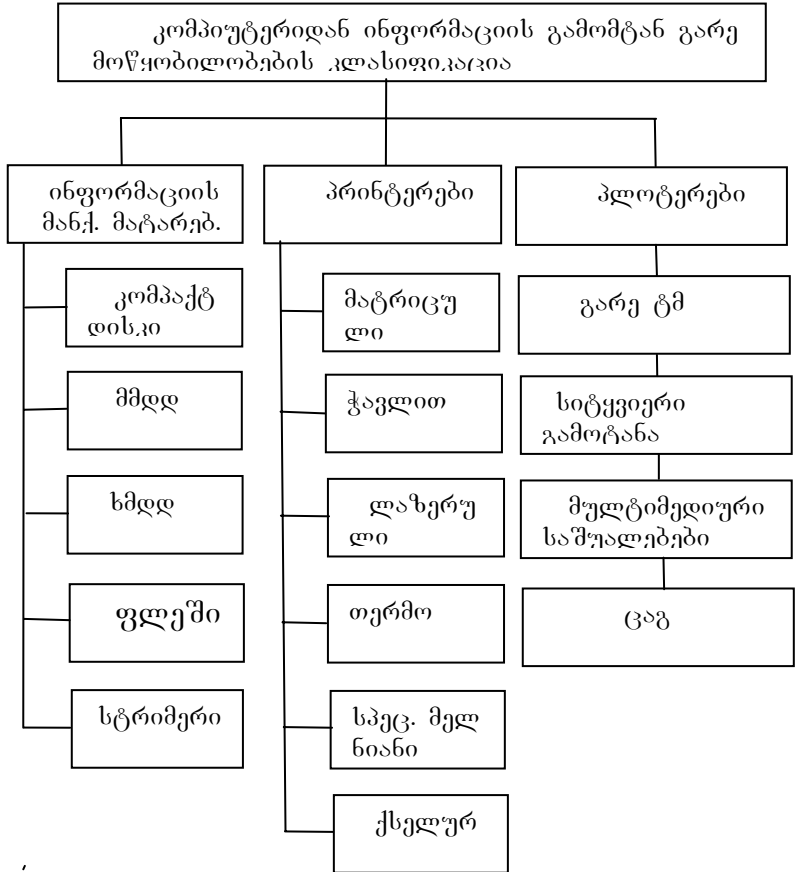 კომპიუტერიდან ინფორმაციის გამომტან გარე
მოწყობილობების კლასიფიკაცია
ინფორმაციის
მანქ. მატარებ.
კომპაქტ
დისკი
მმდდ
ხმდდ
ფლეში
სტრიმერი
პრინტერები
მატრიცუ
ლი
ჭავლით
ლაზერუ
ლი
თერმო
სპეც. მელ
ნიანი
ქსელურ
პლოტერები
გარე ტმ
სიტყვიერი
გამოტანა
მულტიმედიური
საშუალებები
ცაგ